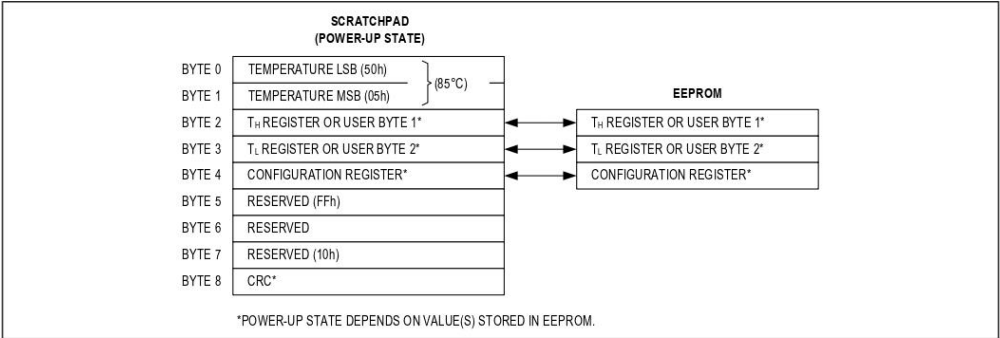 SCRATCHPAD
(POWER-UP STATE)
BYTE 0 TEMPERATURE LSB (50h)
(85°C)
BYTE 1 TEMPERATURE MSB (05h)
EEPROM
BYTE 2 TH REGISTER OR USER BYTE 1* TH REGISTER OR USER BYTE 1*
BYTE 3 TL REGISTER OR USER BYTE 2* TL REGISTER OR USER BYTE 2*
BYTE 4 CONFIGURATION REGISTER* CONFIGURATION REGISTER*
BYTE 5 RESERVED (FFh)
BYTE 6 RESERVED
BYTE 7 RESERVED (10h)
BYTE 8 CRC*
*POWER-UP STATE DEPENDS ON VALUE(S) STORED IN EEPROM.